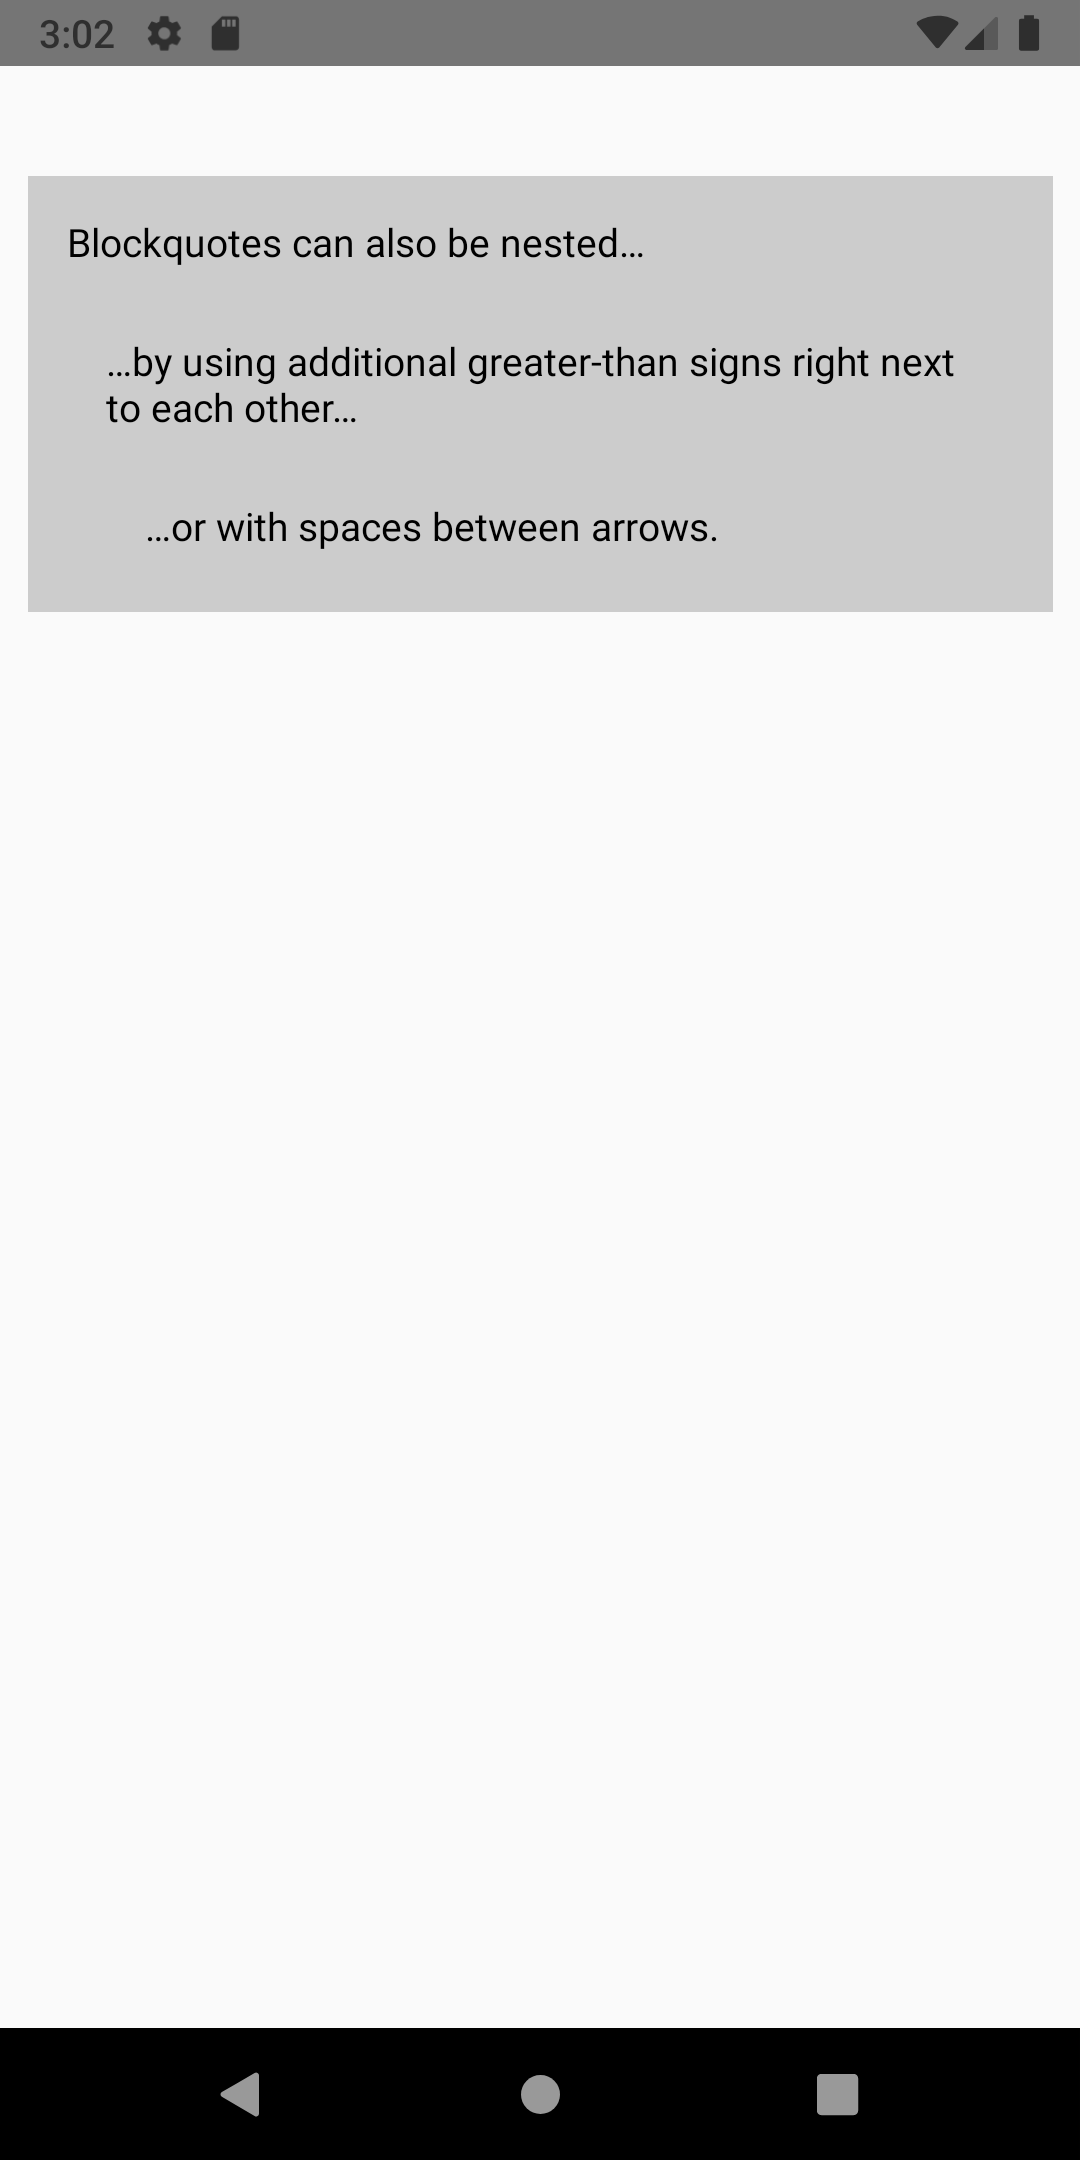 3:02
Blockquotes can also be nested…
…by using additional greater-than signs right next
to each other…
…or with spaces between arrows.